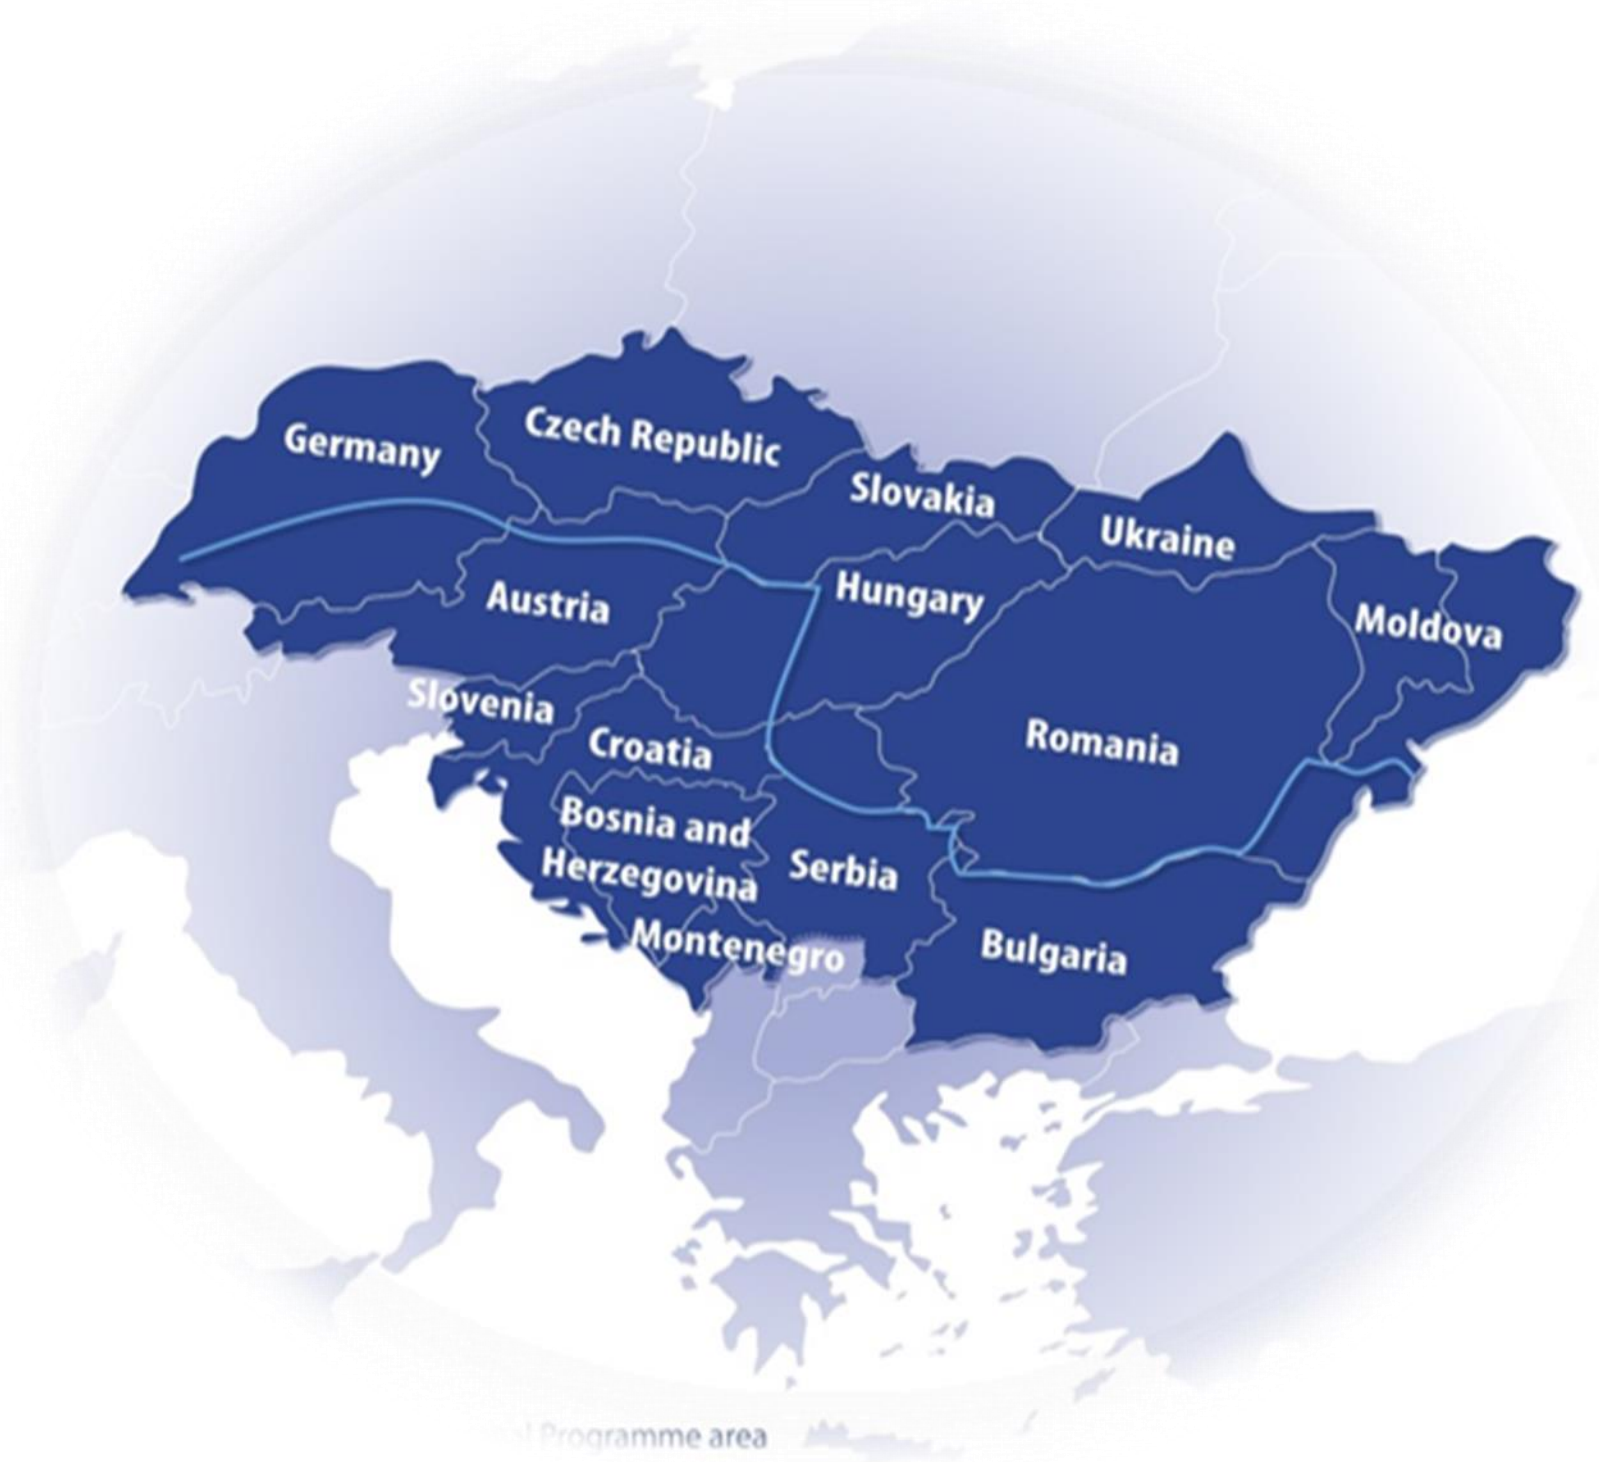 Germany
Czech Republic
Slovakia
Ukraine
Austria
Hungary
Moldova
Slovenia
Croatia
Romania
Bosnia and
Herzegovina
Serbia
Montenegro
Bulgaria
Programme area